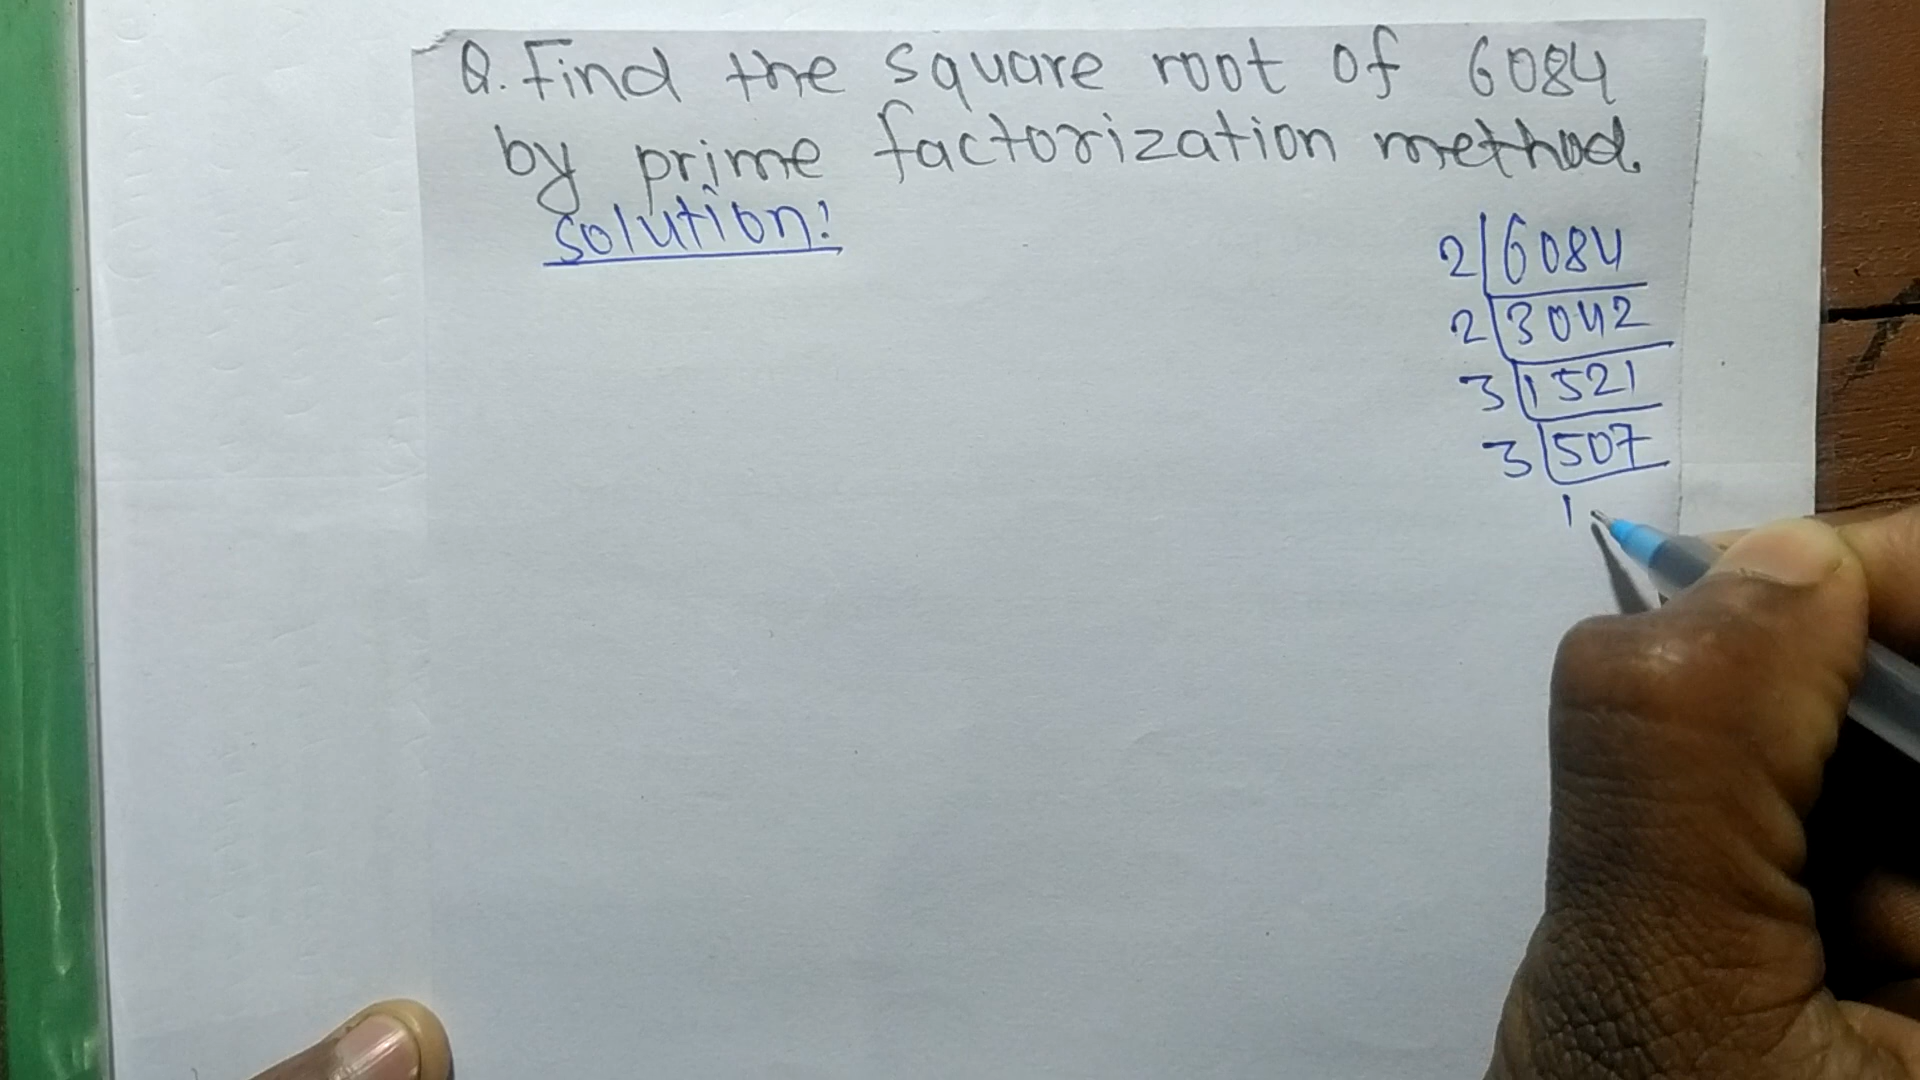 Q. Find the square root of 6084
by prime factorization method.
Solution:
2|6084
2|3042
3|1521
3|507
1